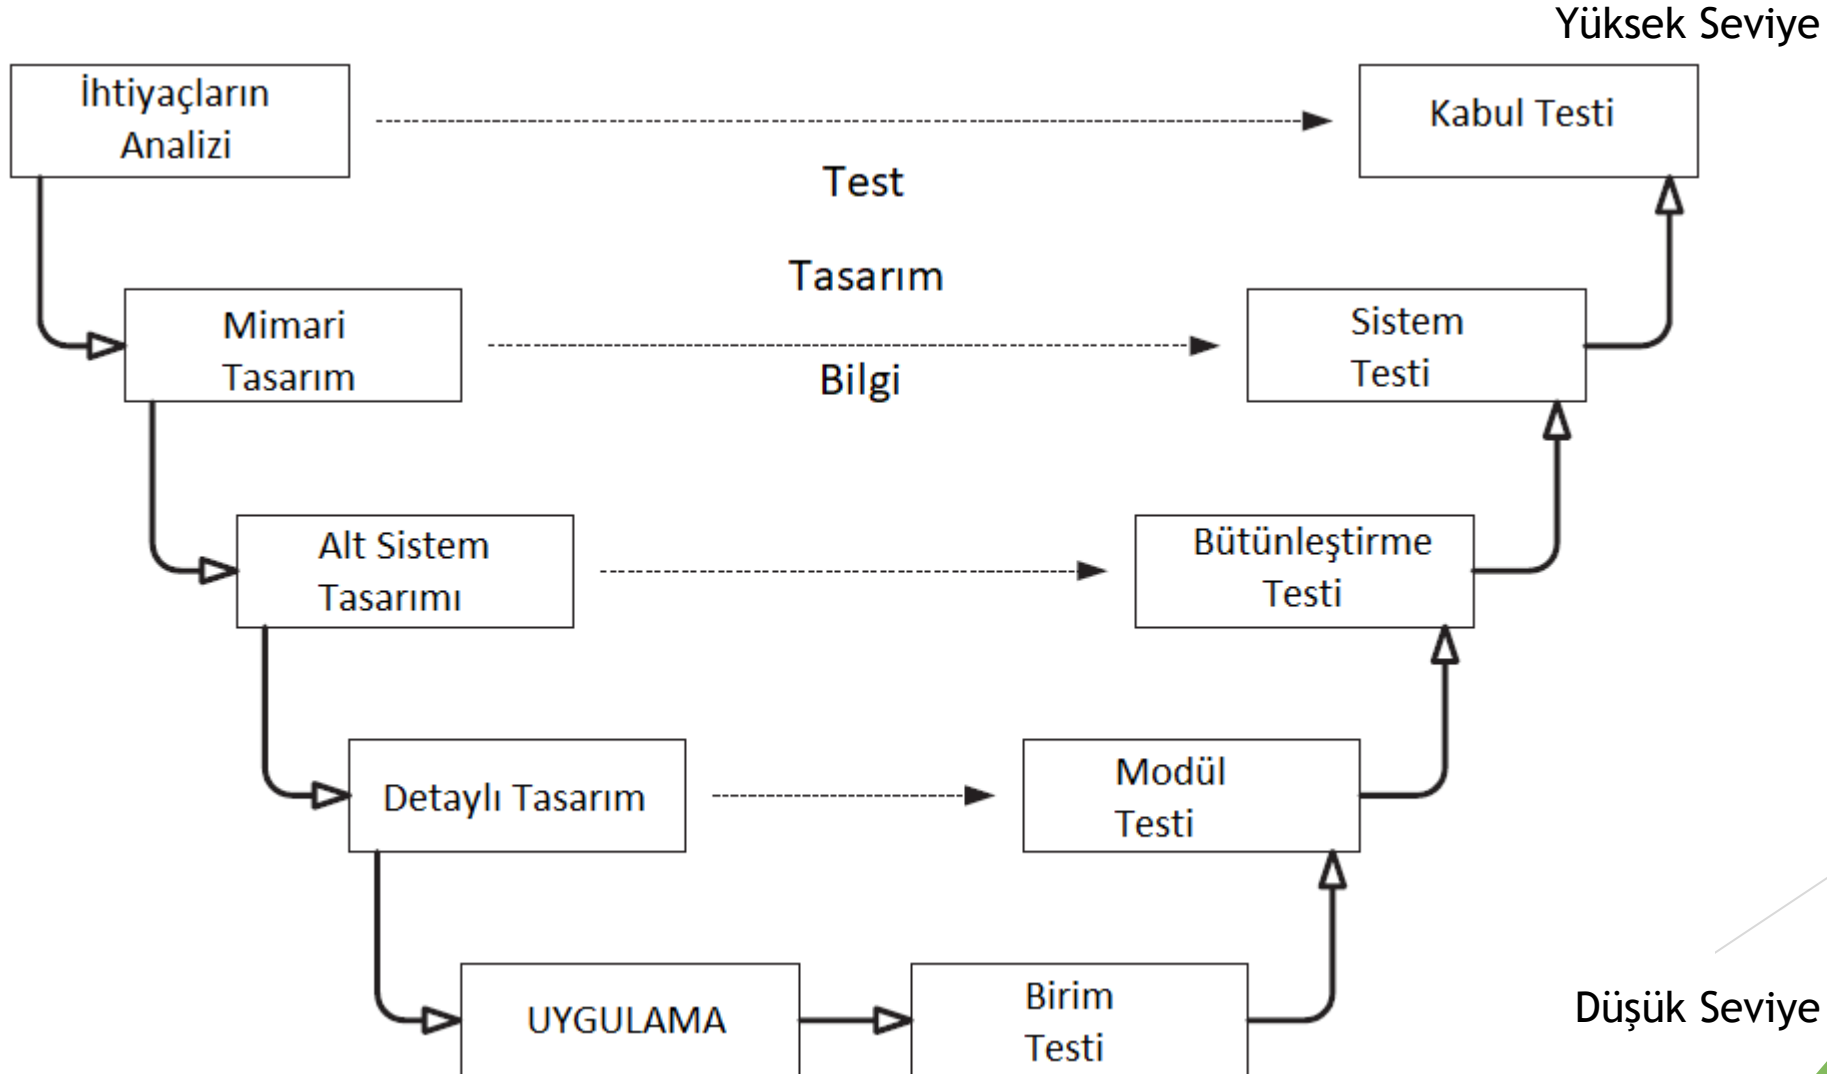 Yüksek Seviye
İhtiyaçların
Analizi
Kabul Testi
Test
Tasarım
Bilgi
Mimari
Tasarım
Sistem
Testi
Alt Sistem
Tasarımı
Bütünleştirme
Testi
Detaylı Tasarım
Modül
Testi
UYGULAMA
Birim
Testi
Düşük Seviye